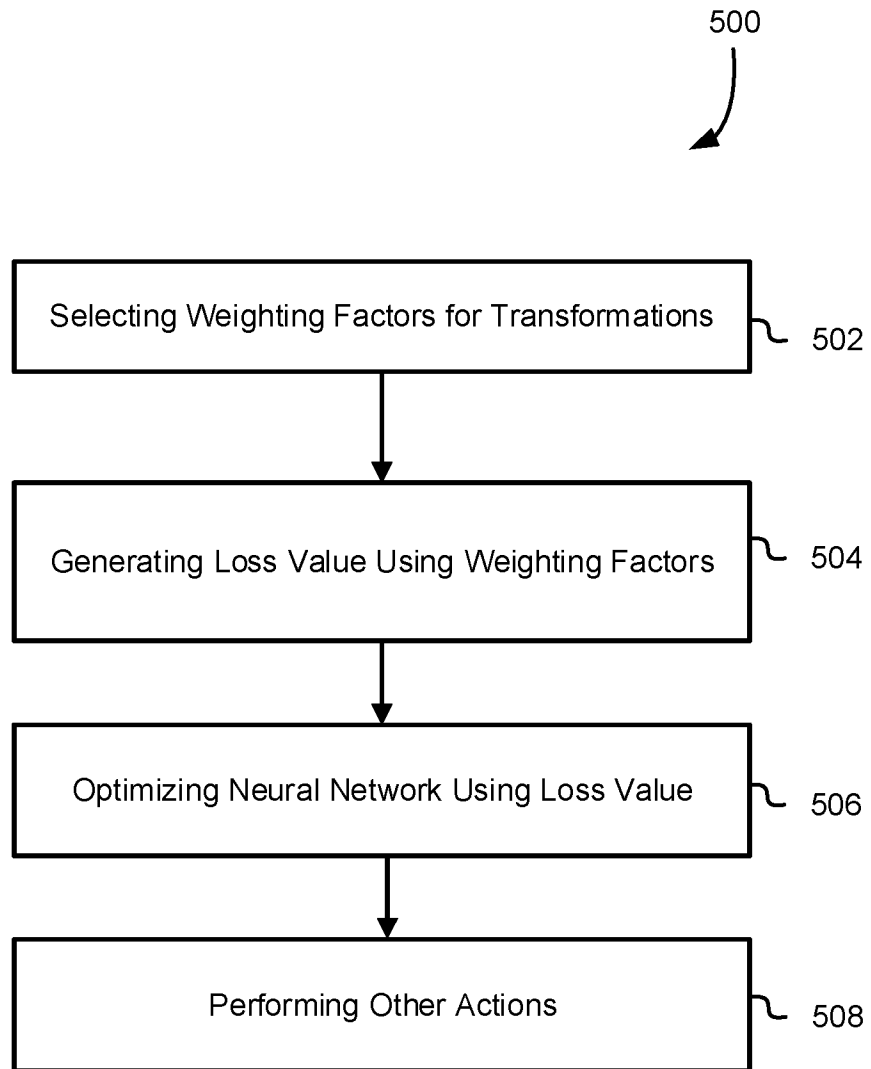 500
Selecting Weighting Factors for Transformations
502
Generating Loss Value Using Weighting Factors
504
Optimizing Neural Network Using Loss Value
506
Performing Other Actions
508